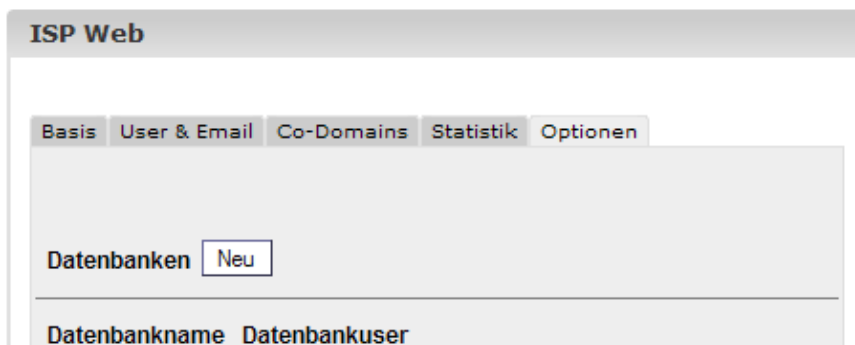 ISP Web
Basis User & Email Co-Domains Statistik Optionen
Datenbanken Neu
Datenbankname Datenbankuser